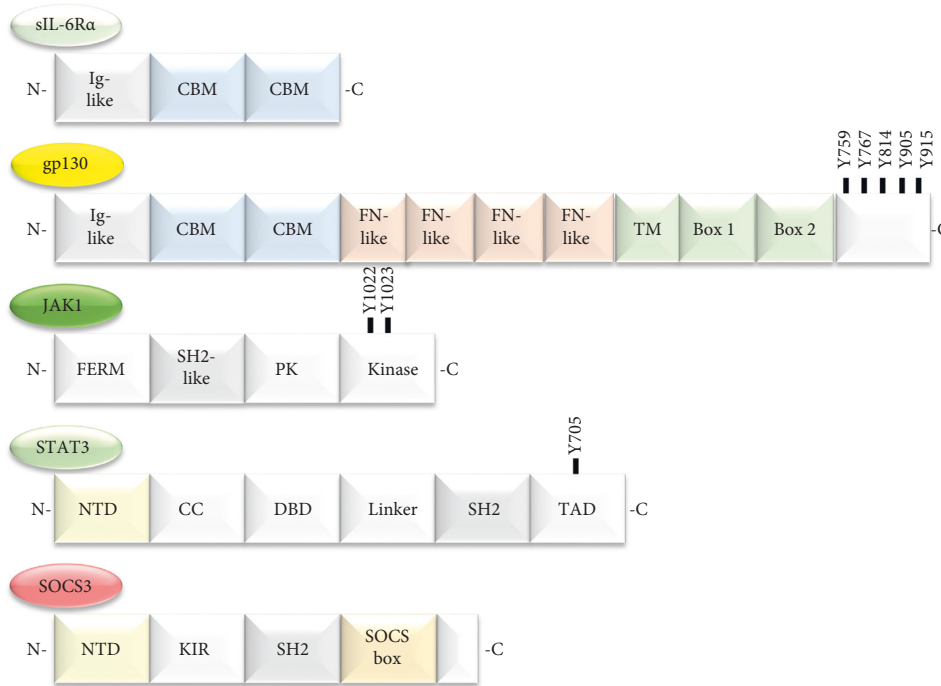 sIL-6Rα
N- Ig-like CBM CBM -C
gp130
Y759 Y767 Y814 Y905 Y915
N- Ig-like CBM CBM FN-like FN-like FN-like FN-like TM Box 1 Box 2 -C
JAK1
Y1022 Y1023
N- FERM SH2-like PK Kinase -C
STAT3
Y705
N- NTD CC DBD Linker SH2 TAD -C
SOCS3
N- NTD KIR SH2 SOCS box -C